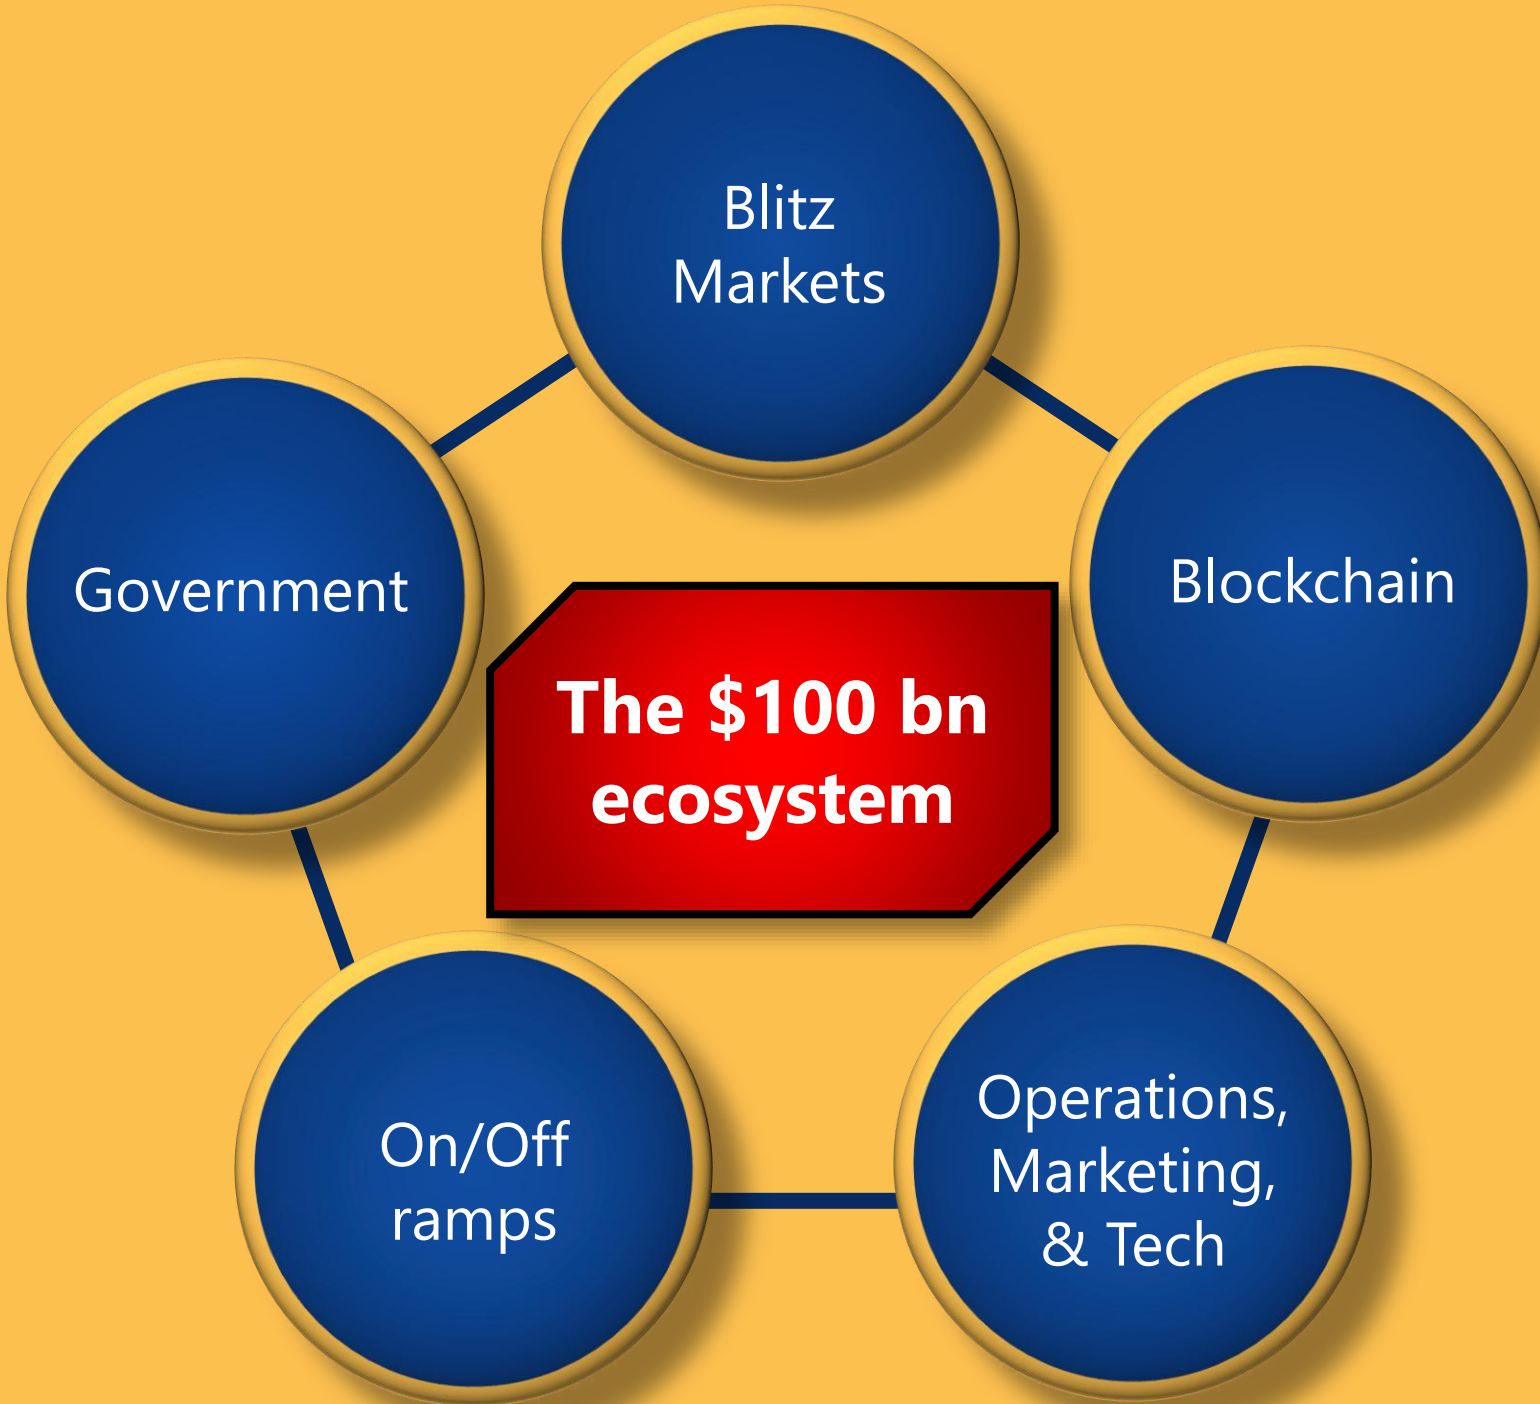 Blitz
Markets
Government
Blockchain
The $100 bn
ecosystem
On/Off
ramps
Operations,
Marketing,
& Tech